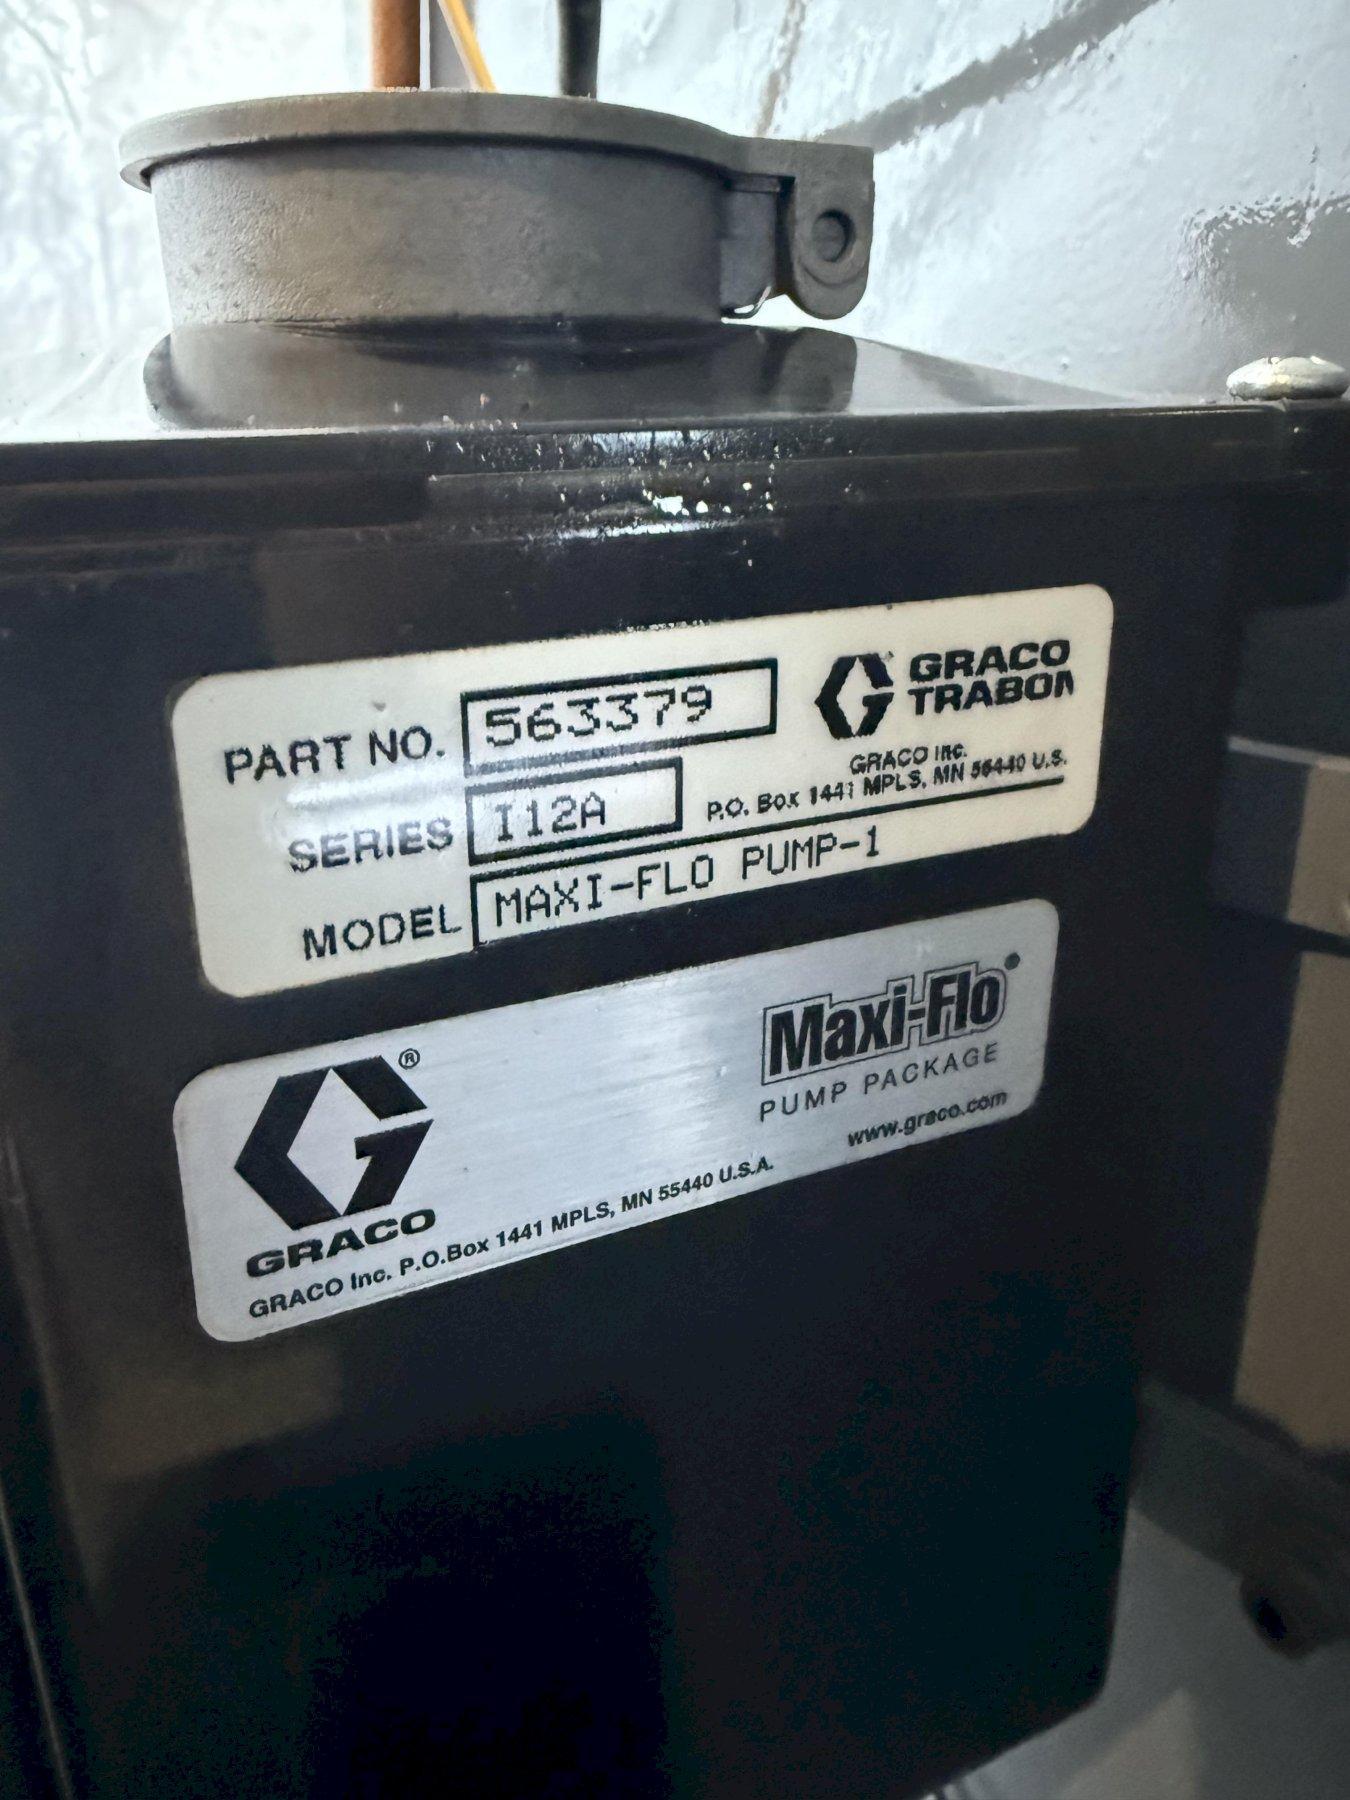 PART NO. 563379
GRACO
TRABON
SERIES I12A
GRACO Inc.
P.O. Box 1441 MPLS, MN 55440 U.S.
MODEL MAXI-FLO PUMP-1
Maxi-Flo®
PUMP PACKAGE
www.graco.com
®
GRACO
GRACO Inc. P.O.Box 1441 MPLS, MN 55440 U.S.A.